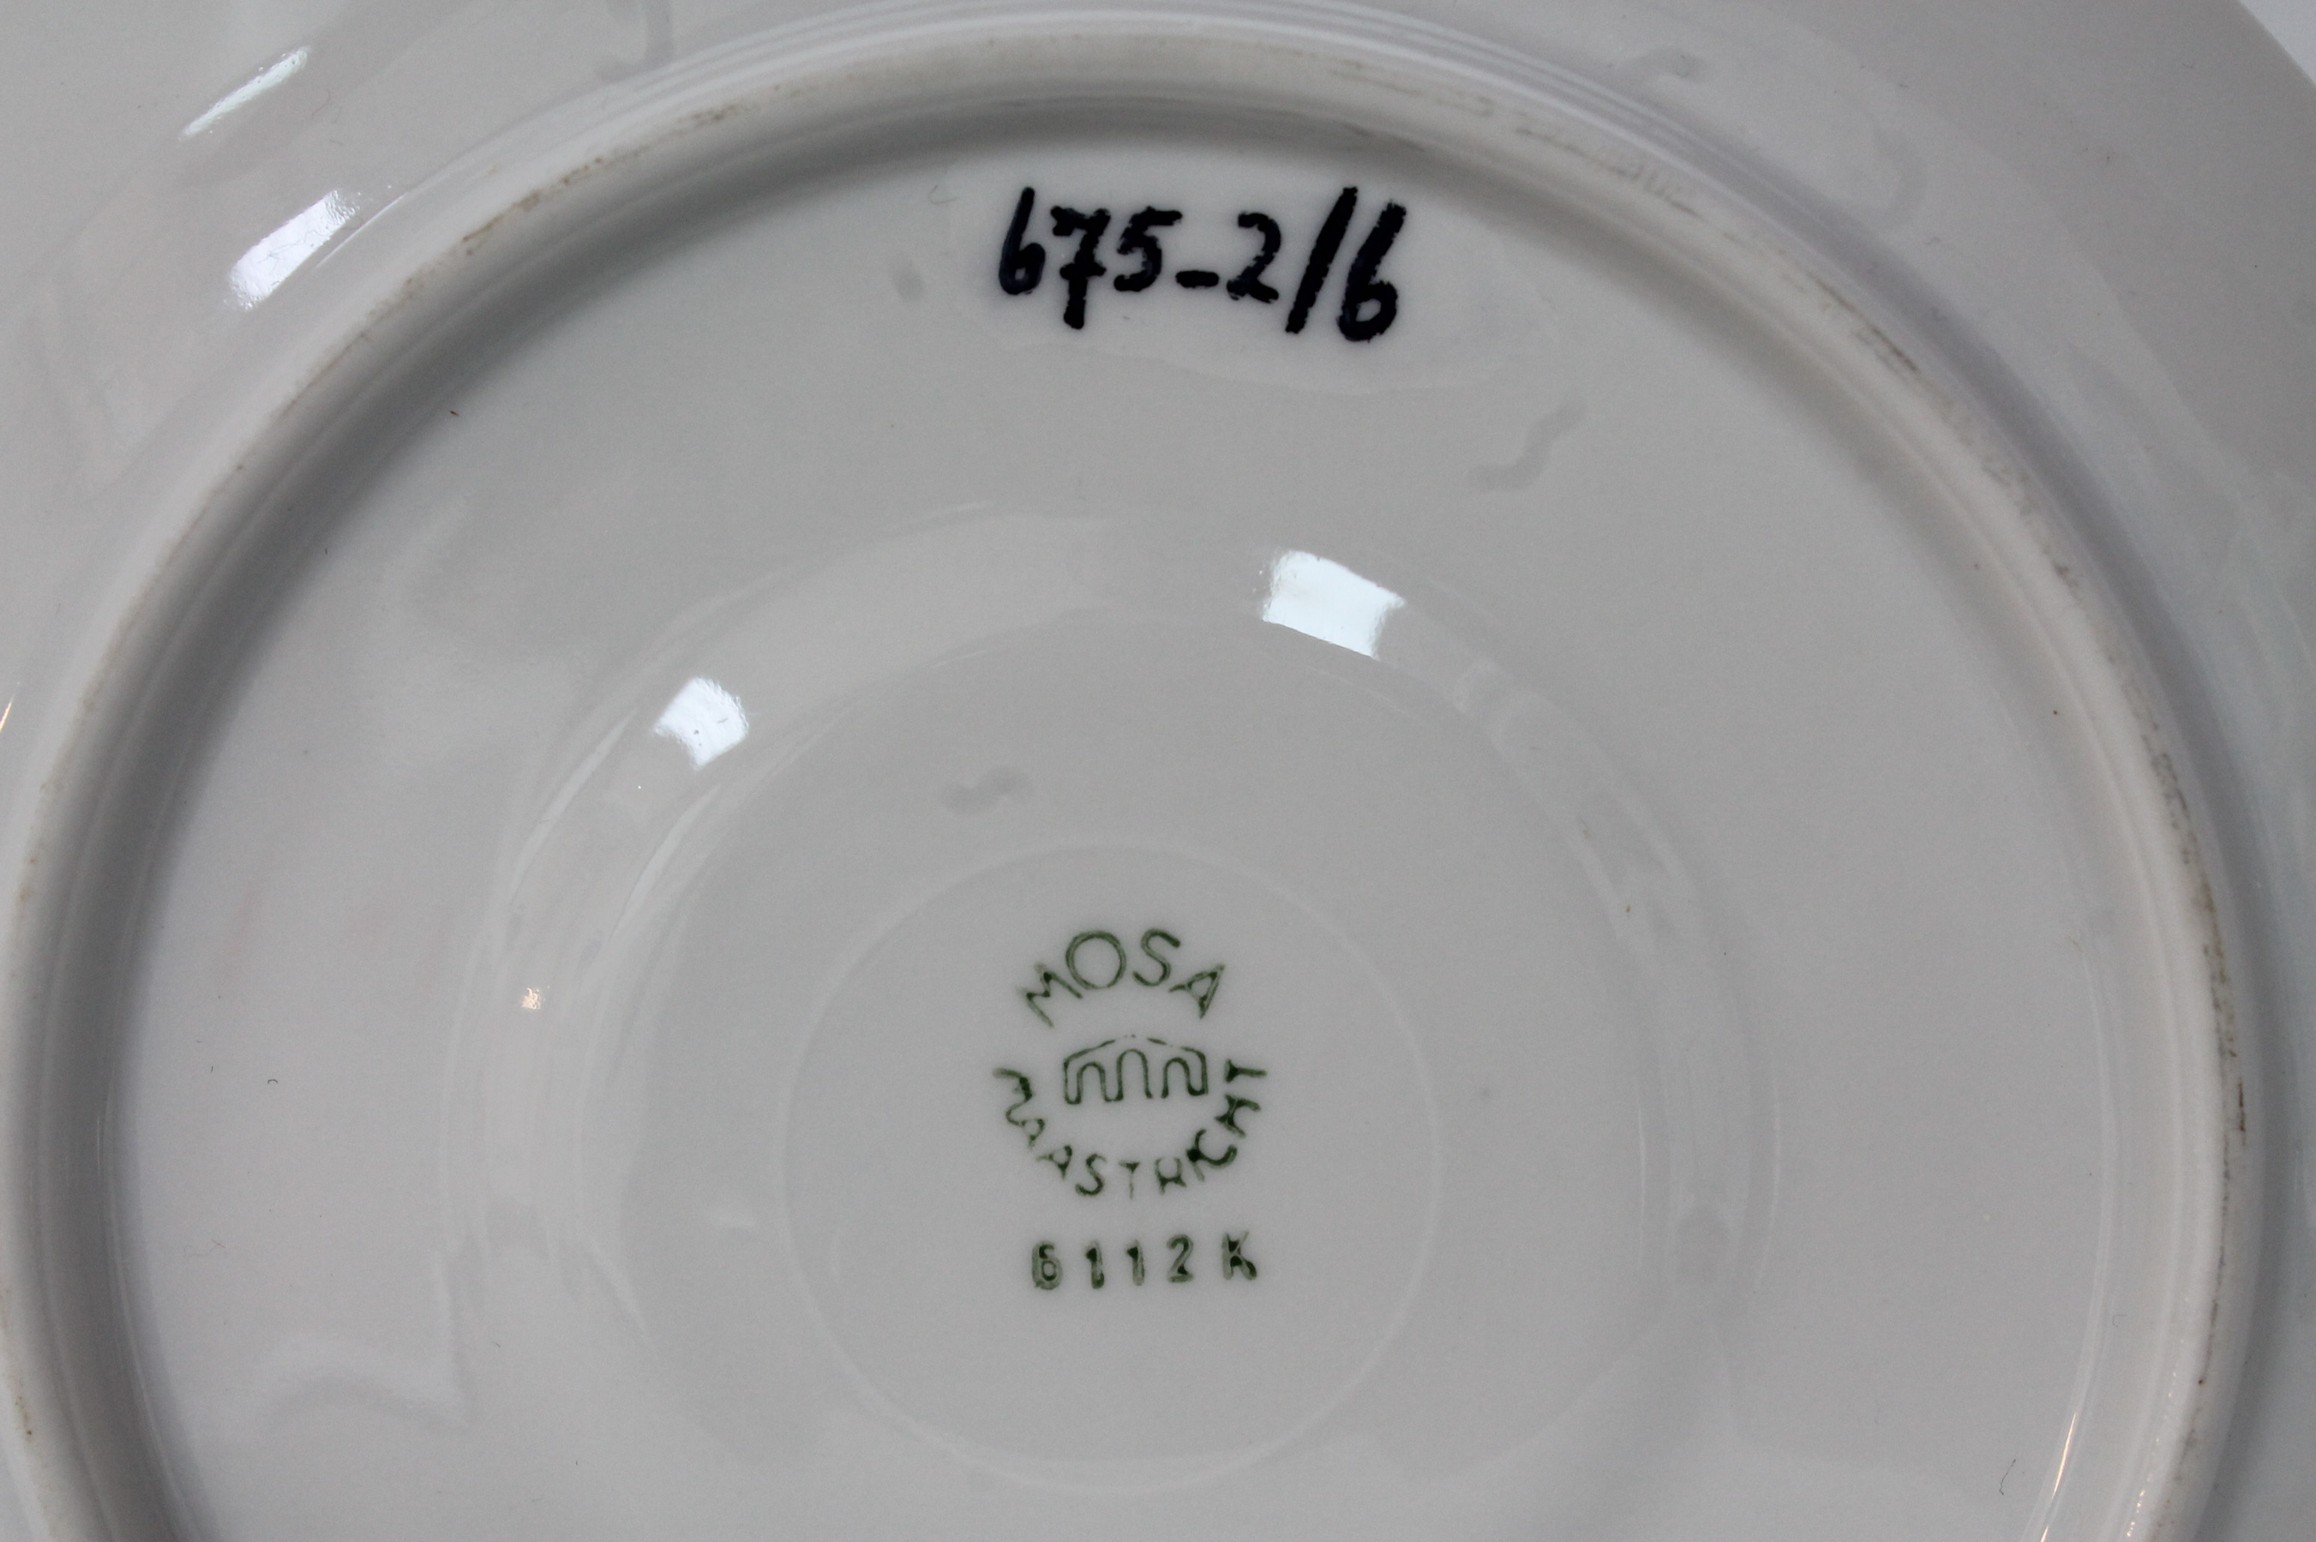 675-2/6
MOSA
MAASTRICHT
6112K